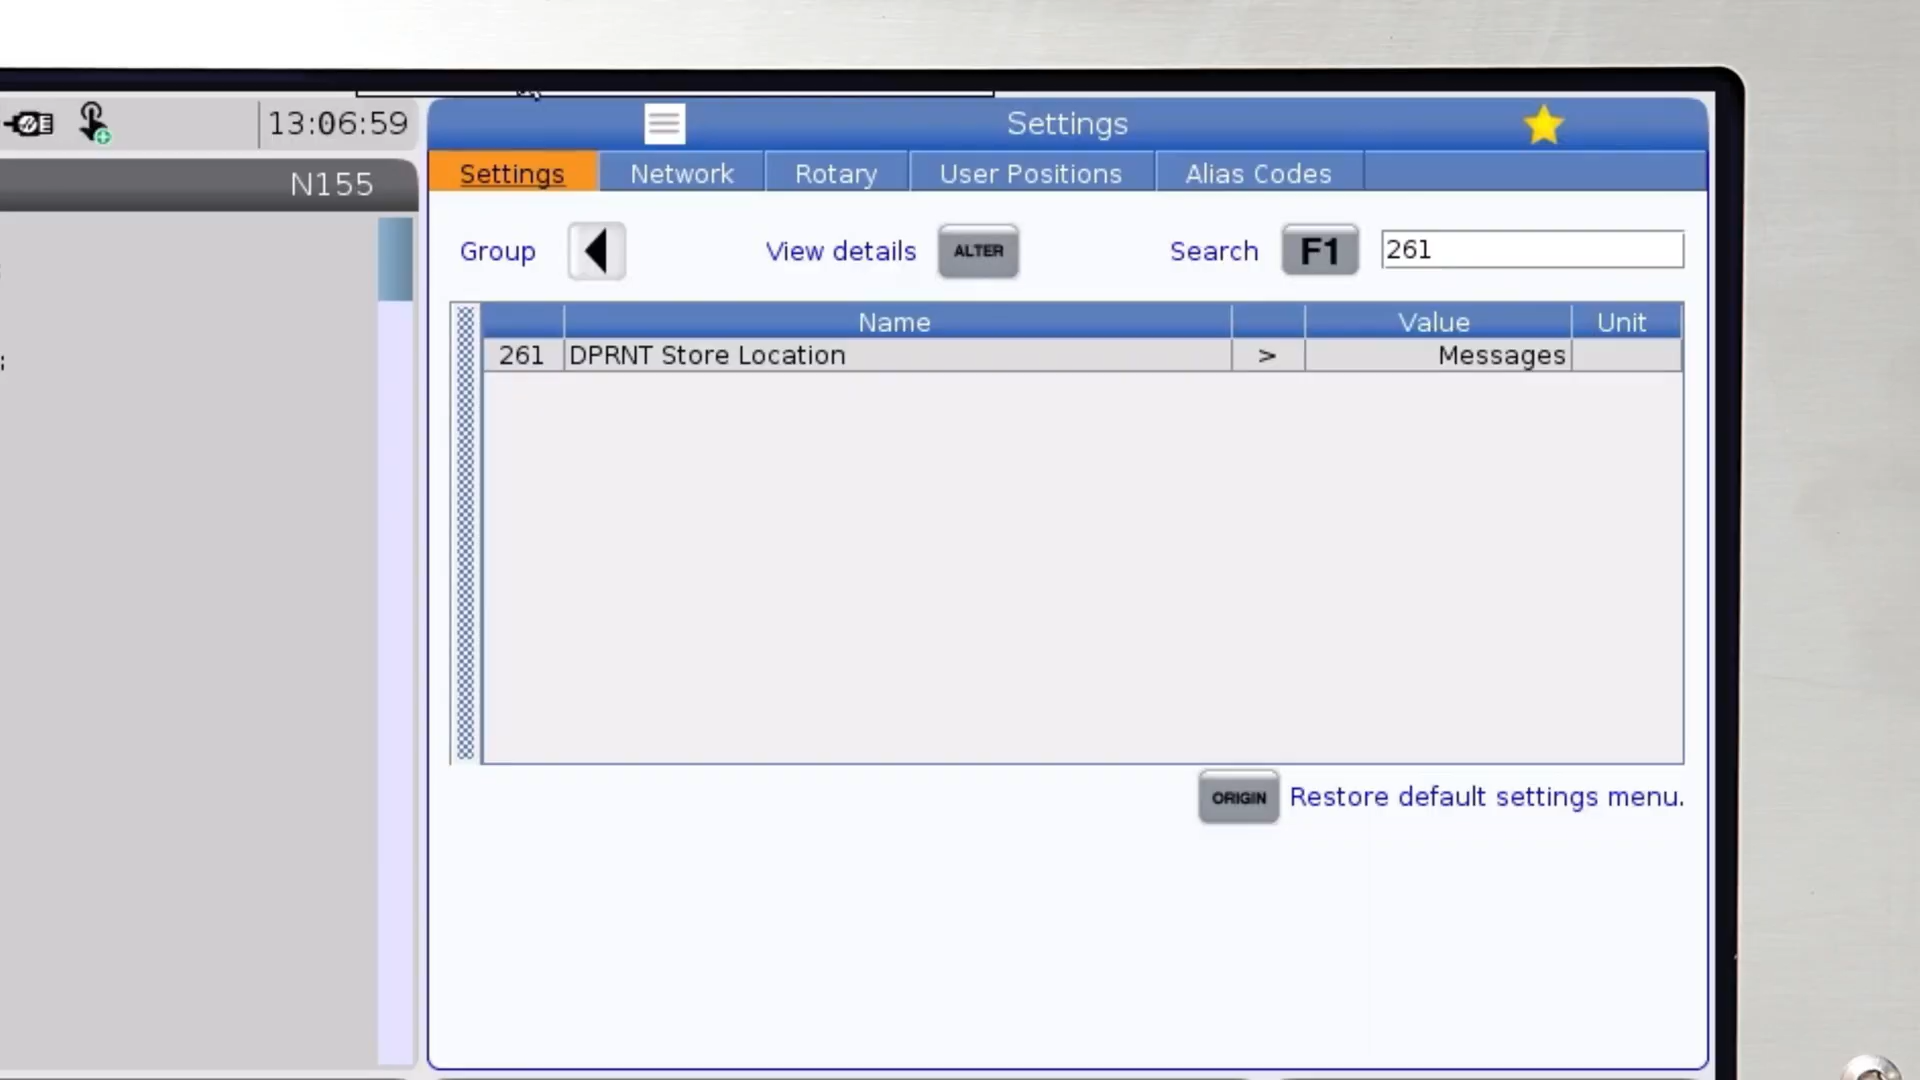 13:06:59
N155
Settings
Settings Network Rotary User Positions Alias Codes
Group View details ALTER Search F1 261
Name Value Unit
261 DPRNT Store Location > Messages
ORIGIN Restore default settings menu.